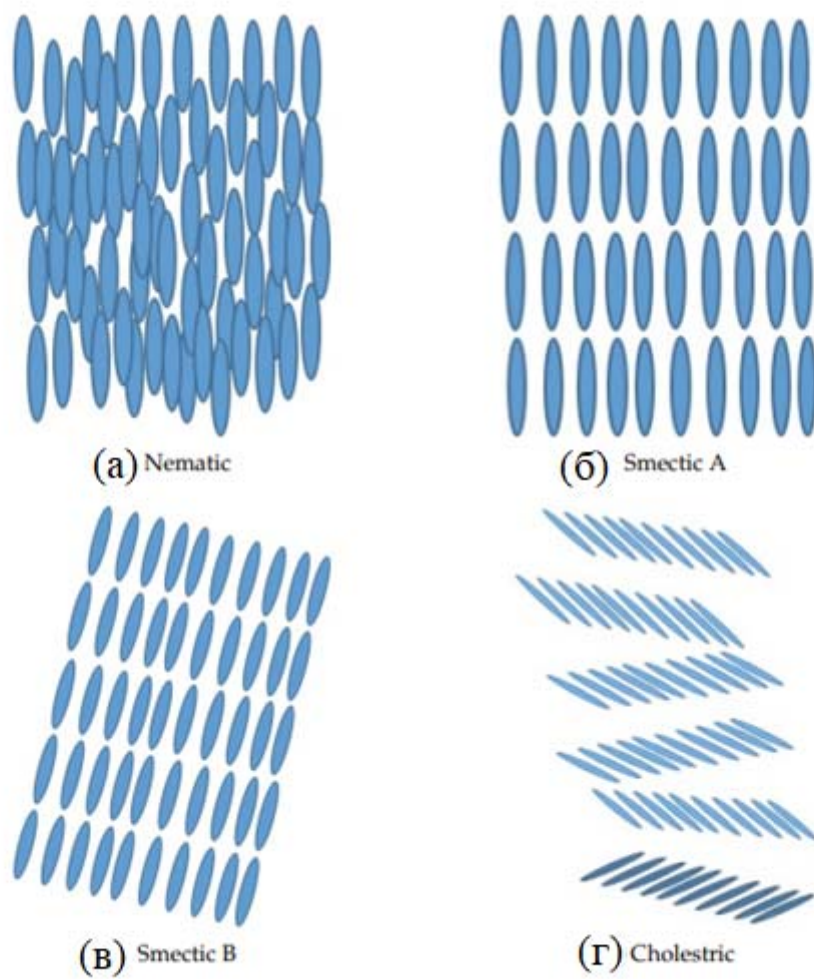 (а) Nematic
(б) Smectic A
(в) Smectic B
(г) Cholestric